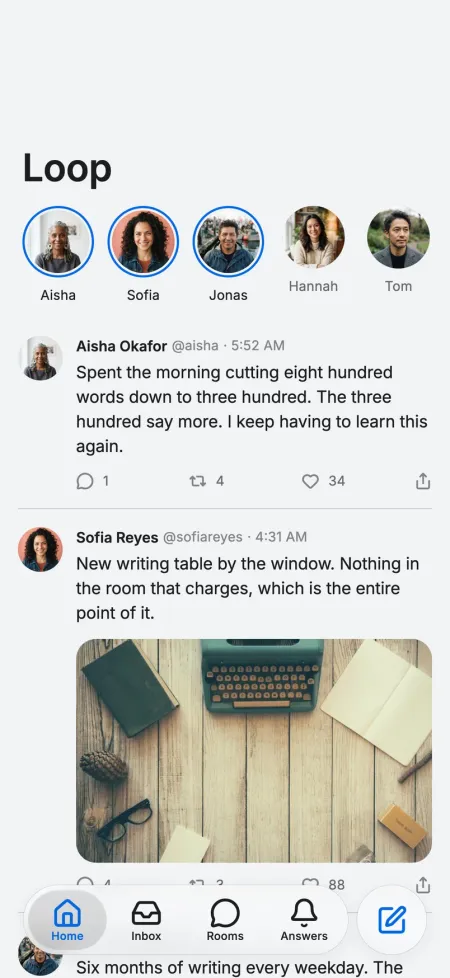 Loop
Aisha
Sofia
Jonas
Hannah
Tom
Aisha Okafor @aisha · 5:52 AM
Spent the morning cutting eight hundred
words down to three hundred. The three
hundred say more. I keep having to learn this
again.
1 4 34
Sofia Reyes @sofiareyes · 4:31 AM
New writing table by the window. Nothing in
the room that charges, which is the entire
point of it.
88
Home
Inbox
Rooms
Answers
Six months of writing every weekday. The